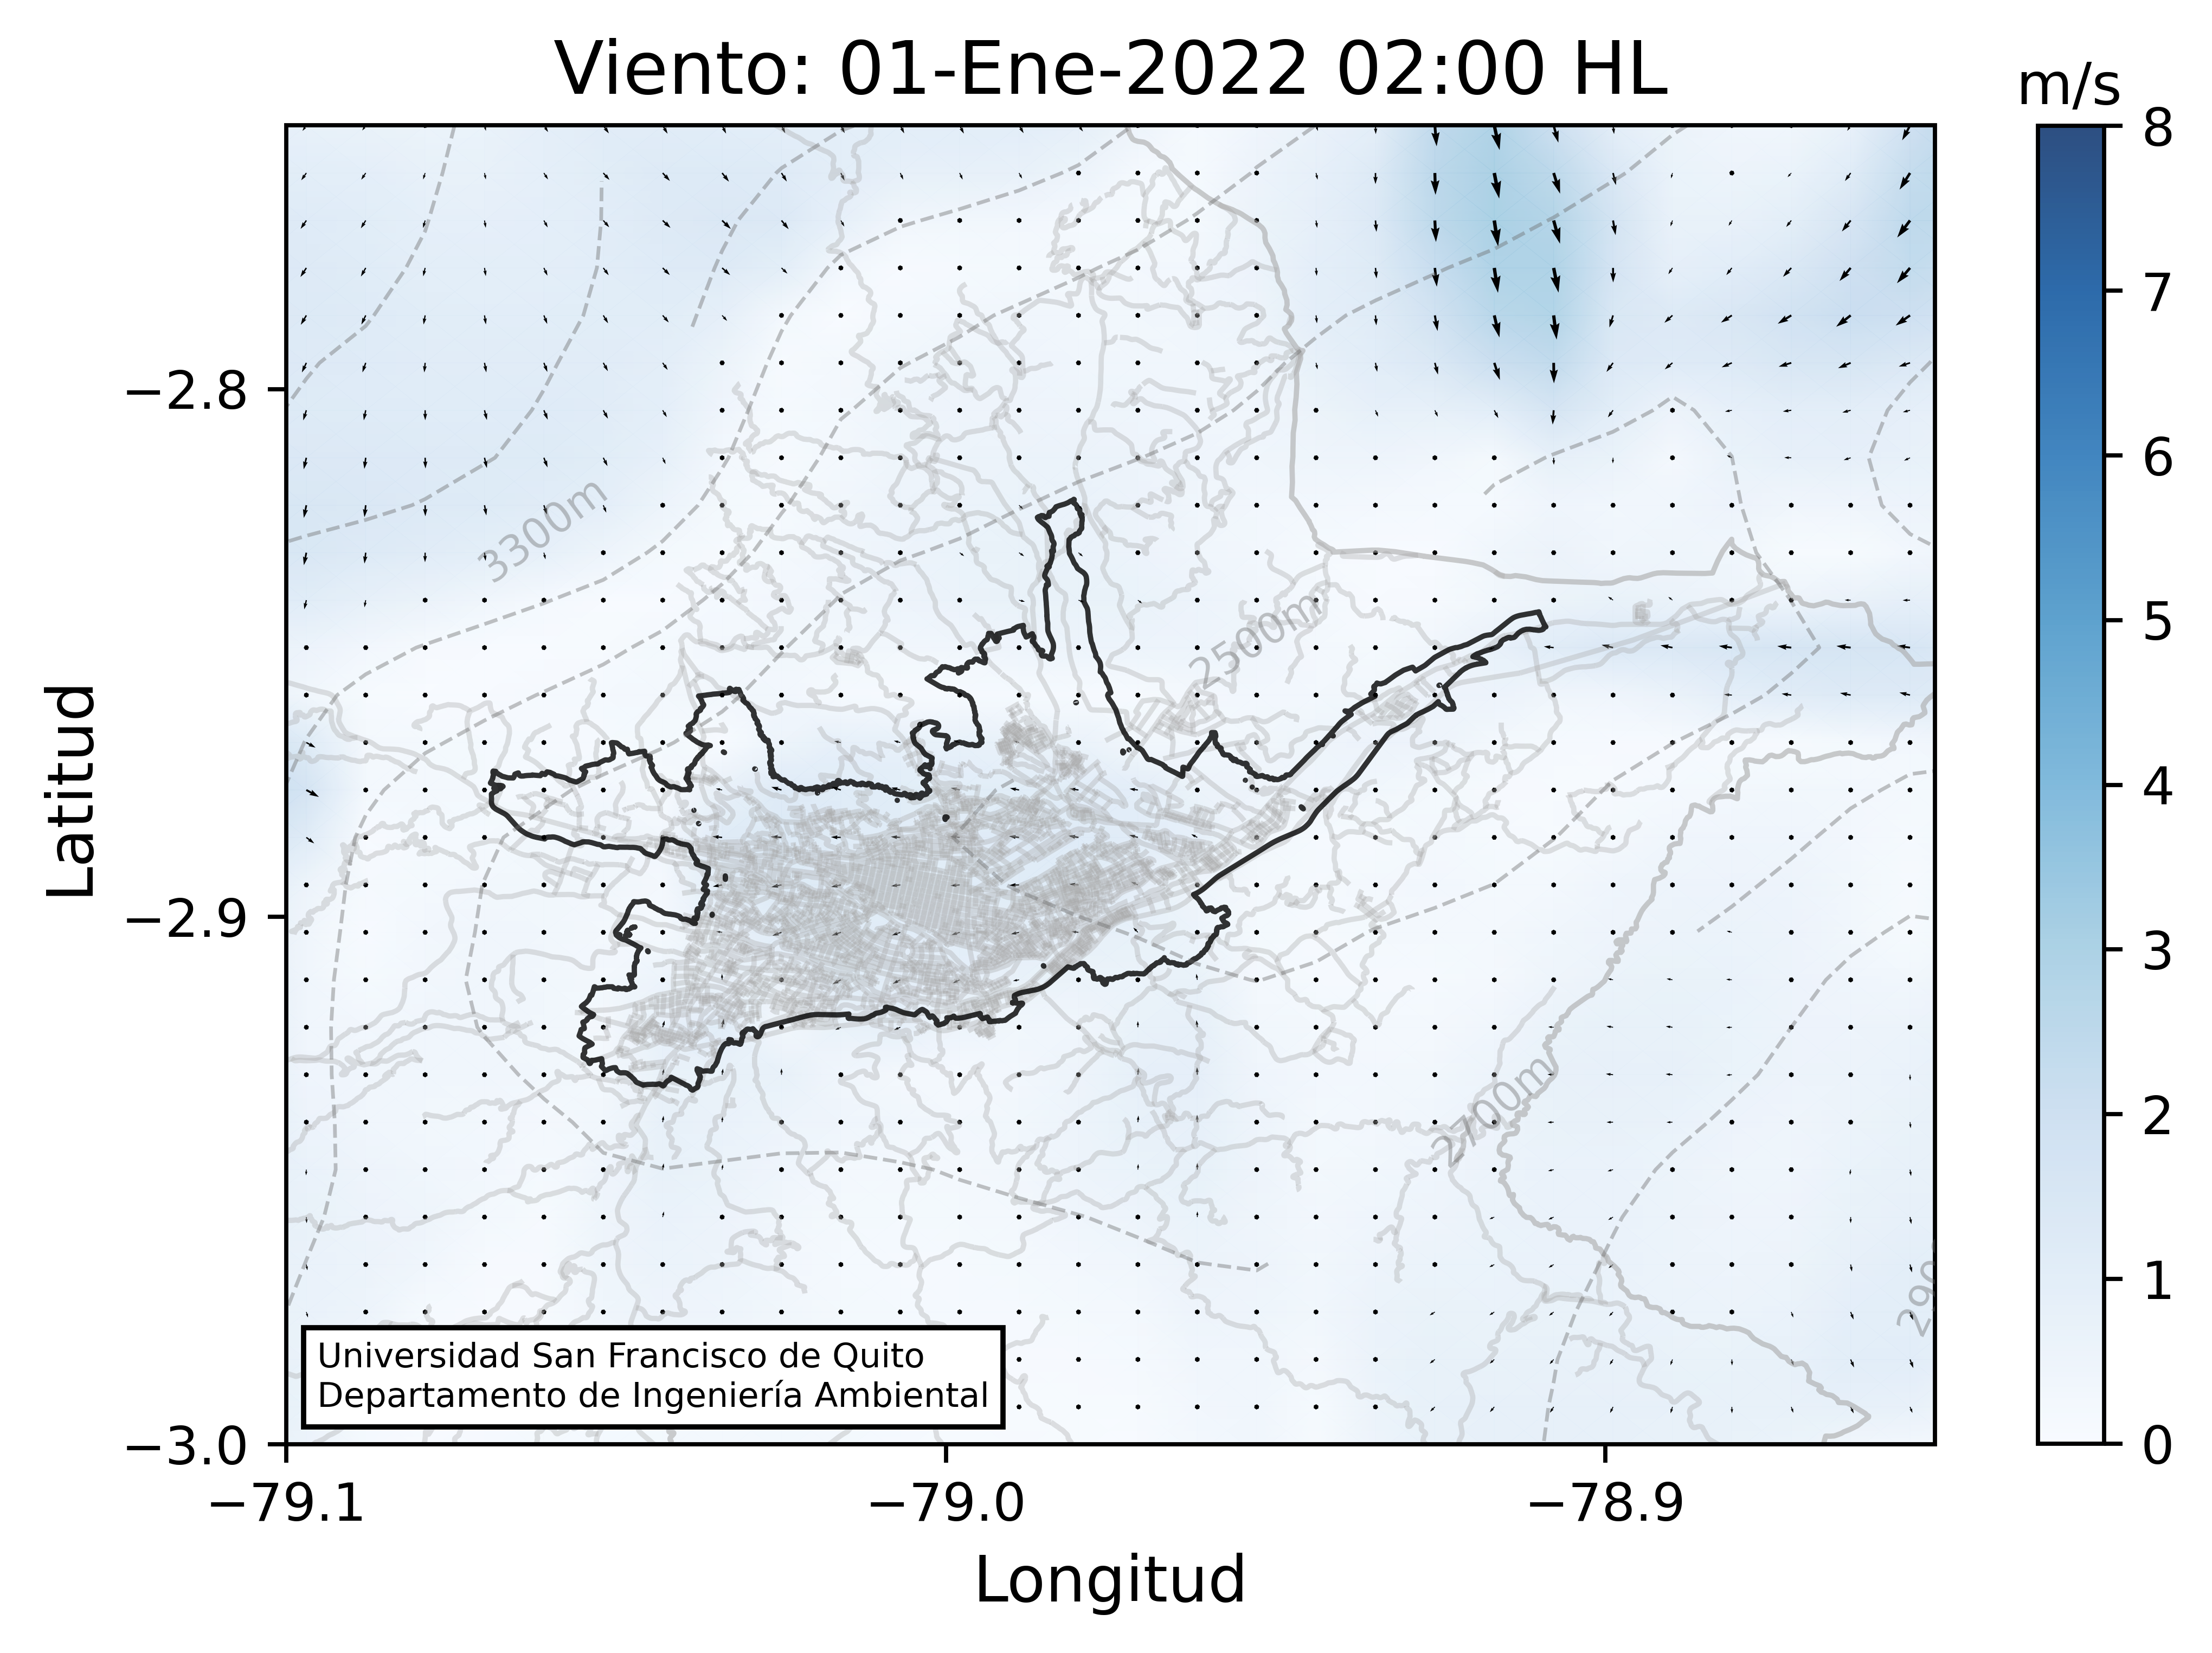 Viento: 01-Ene-2022 02:00 HL
m/s
8
7
6
5
4
3
2
1
0
Latitud
−2.8
−2.9
−3.0
3300m
2500m
2700m
290
Universidad San Francisco de Quito
Departamento de Ingeniería Ambiental
−79.1
−79.0
−78.9
Longitud